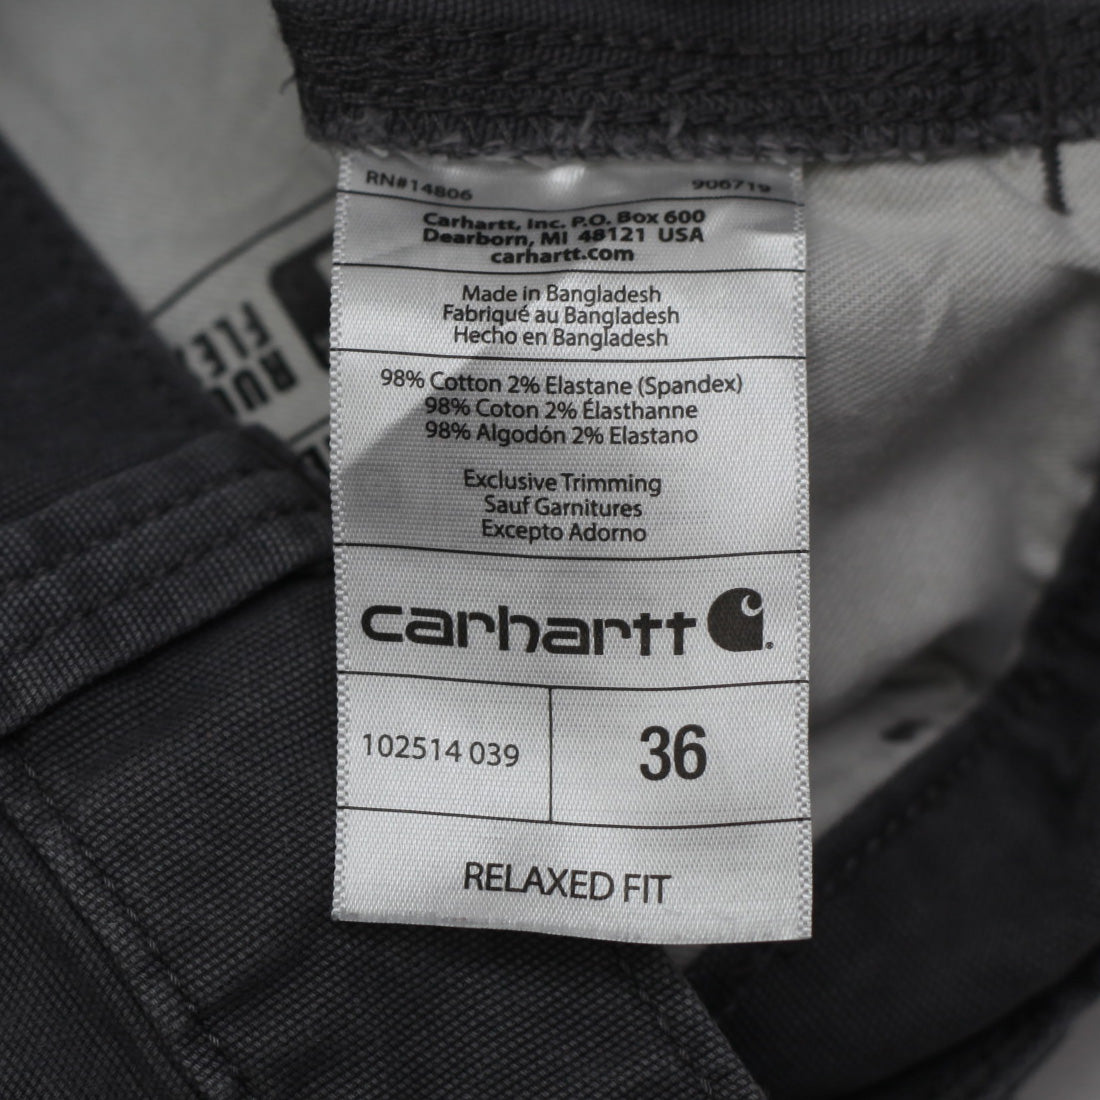 RN#14806 906719
Carhartt, Inc. P.O. Box 600
Dearborn, MI 48121 USA
carhartt.com
Made in Bangladesh
Fabriqué au Bangladesh
Hecho en Bangladesh
98% Cotton 2% Elastane (Spandex)
98% Coton 2% Élasthanne
98% Algodón 2% Elastano
Exclusive Trimming
Sauf Garnitures
Excepto Adorno
carhartt
102514 039
36
RELAXED FIT
RU
FLE